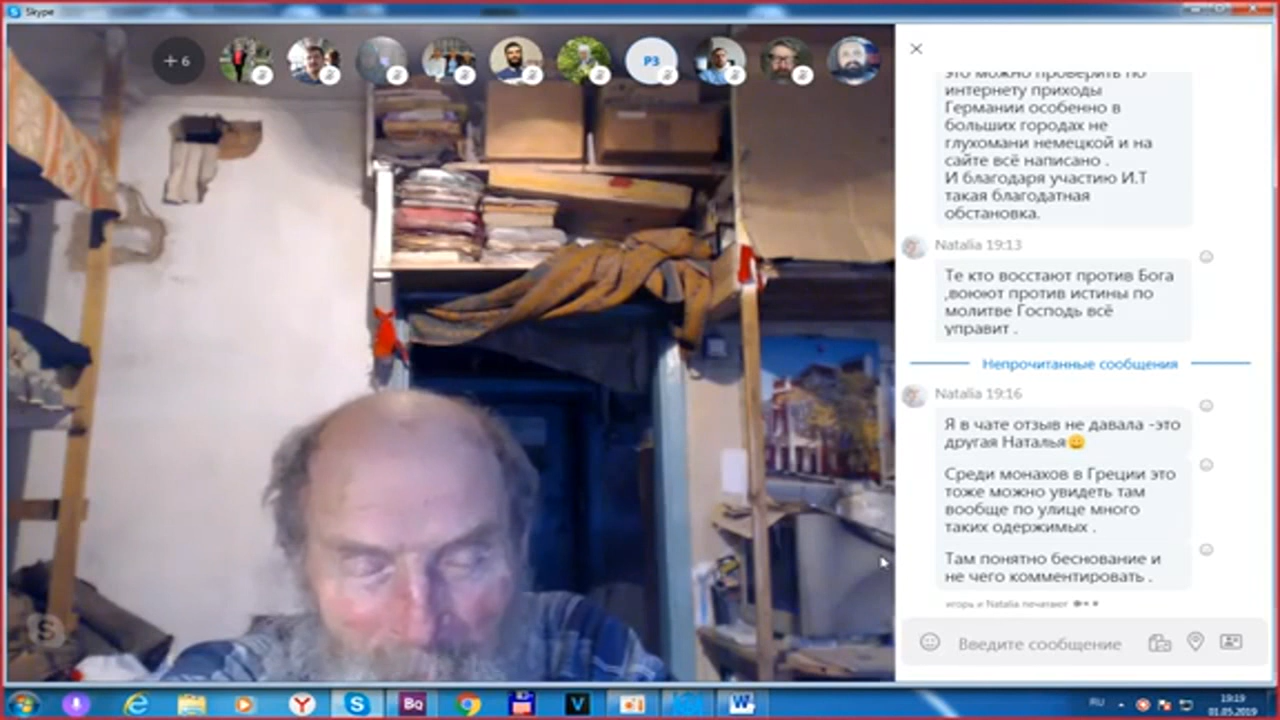 Skype
+6
РЗ
это можно проверить по
интернету приходы
Германии особенно в
больших городах не
глухомани немецкой и на
сайте всё написано .
И благодаря участию И.Т
такая благодатная
обстановка.
Natalia 19:13
Те кто восстают против Бога
,воюют против истины по
молитве Господь всё
управит .
Непрочитанные сообщения
Natalia 19:16
Я в чате отзыв не давала -это
другая Наталья😀
Среди монахов в Греции это
тоже можно увидеть там
вообще по улице много
таких одержимых .
Там понятно беснование и
не чего комментировать .
игорь и Natalia печатают
Введите сообщение
RU
19:19
01.05.2019